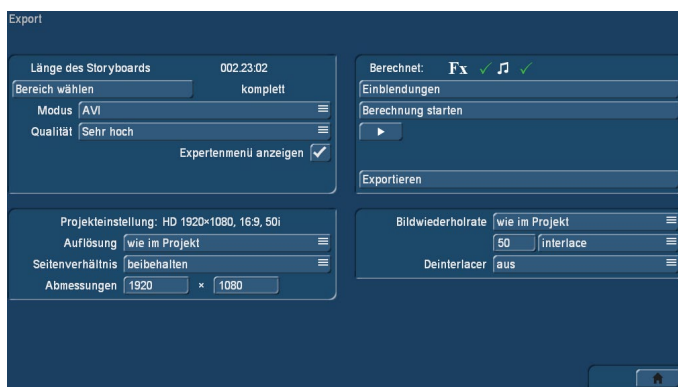 Export
Länge des Storyboards 002.23:02
Bereich wählen komplett
Modus AVI
Qualität Sehr hoch
Expertenmenü anzeigen
Berechnet: Fx
Einblendungen
Berechnung starten
Exportieren
Projekteinstellung: HD 1920×1080, 16:9, 50i
Auflösung wie im Projekt
Seitenverhältnis beibehalten
Abmessungen 1920 × 1080
Bildwiederholrate wie im Projekt
50 interlace
Deinterlacer aus